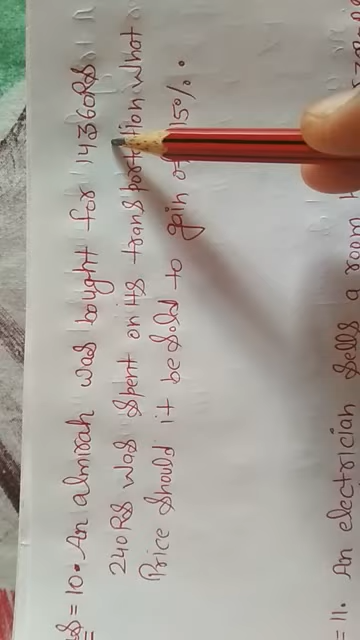 = 10. An almirah was bought for 14360RS.
240RS was spent on its transportation. What
Price should it be sold to gain of 15%.
11. An electrician sells a room